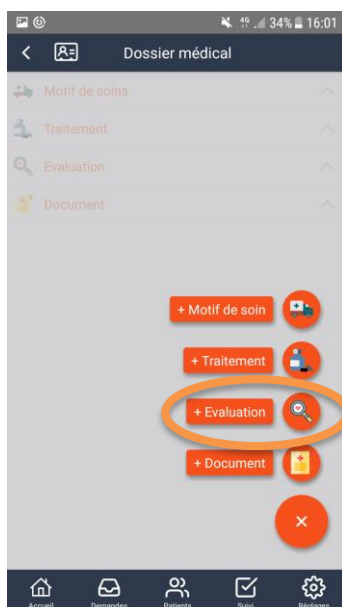 4G 34% 16:01
Dossier médical
Motif de soins
Traitement
Evaluation
Document
+ Motif de soin
+ Traitement
+ Evaluation
+ Document
Accueil Demandes Patients Suivi Réglages